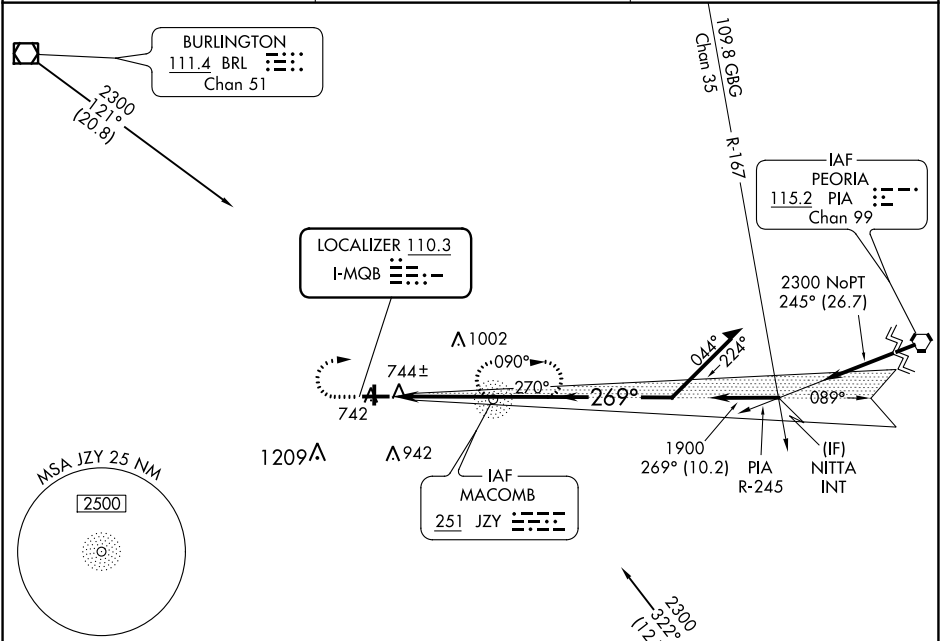 BURLINGTON
111.4 BRL
Chan 51
2300
121°
(20.8)
109.8 GBG
Chan 35
R-167
IAF
PEORIA
115.2 PIA
Chan 99
LOCALIZER 110.3
I-MQB
2300 NoPT
245° (26.7)
1002
044°
224°
090°
270°
744±
742
269°
089°
1209
942
1900
269° (10.2)
PIA
R-245
(IF)
NITTA
INT
IAF
MACOMB
251 JZY
MSA JZY 25 NM
2500
2300
322°